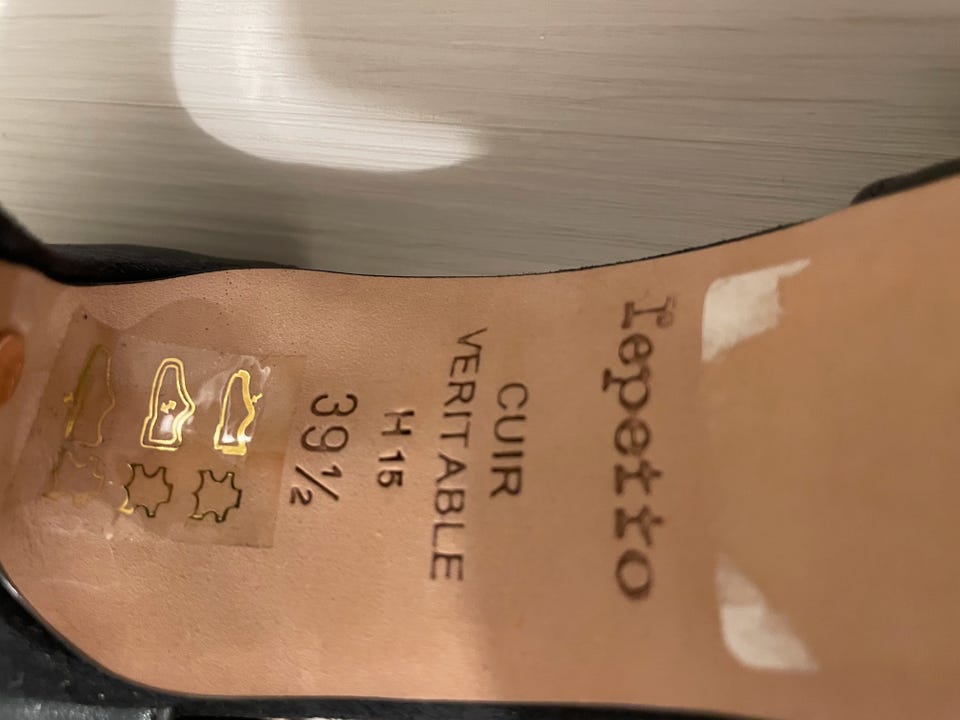 repetto
CUIR
VERITABLE
H 15
39½